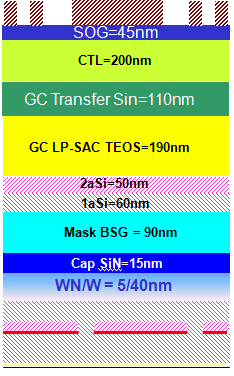 SOG=45nm
CTL=200nm
GC Transfer Sin=110nm
GC LP-SAC TEOS=190nm
2aSi=50nm
1aSi=60nm
Mask BSG = 90nm
Cap SiN=15nm
WN/W = 5/40nm